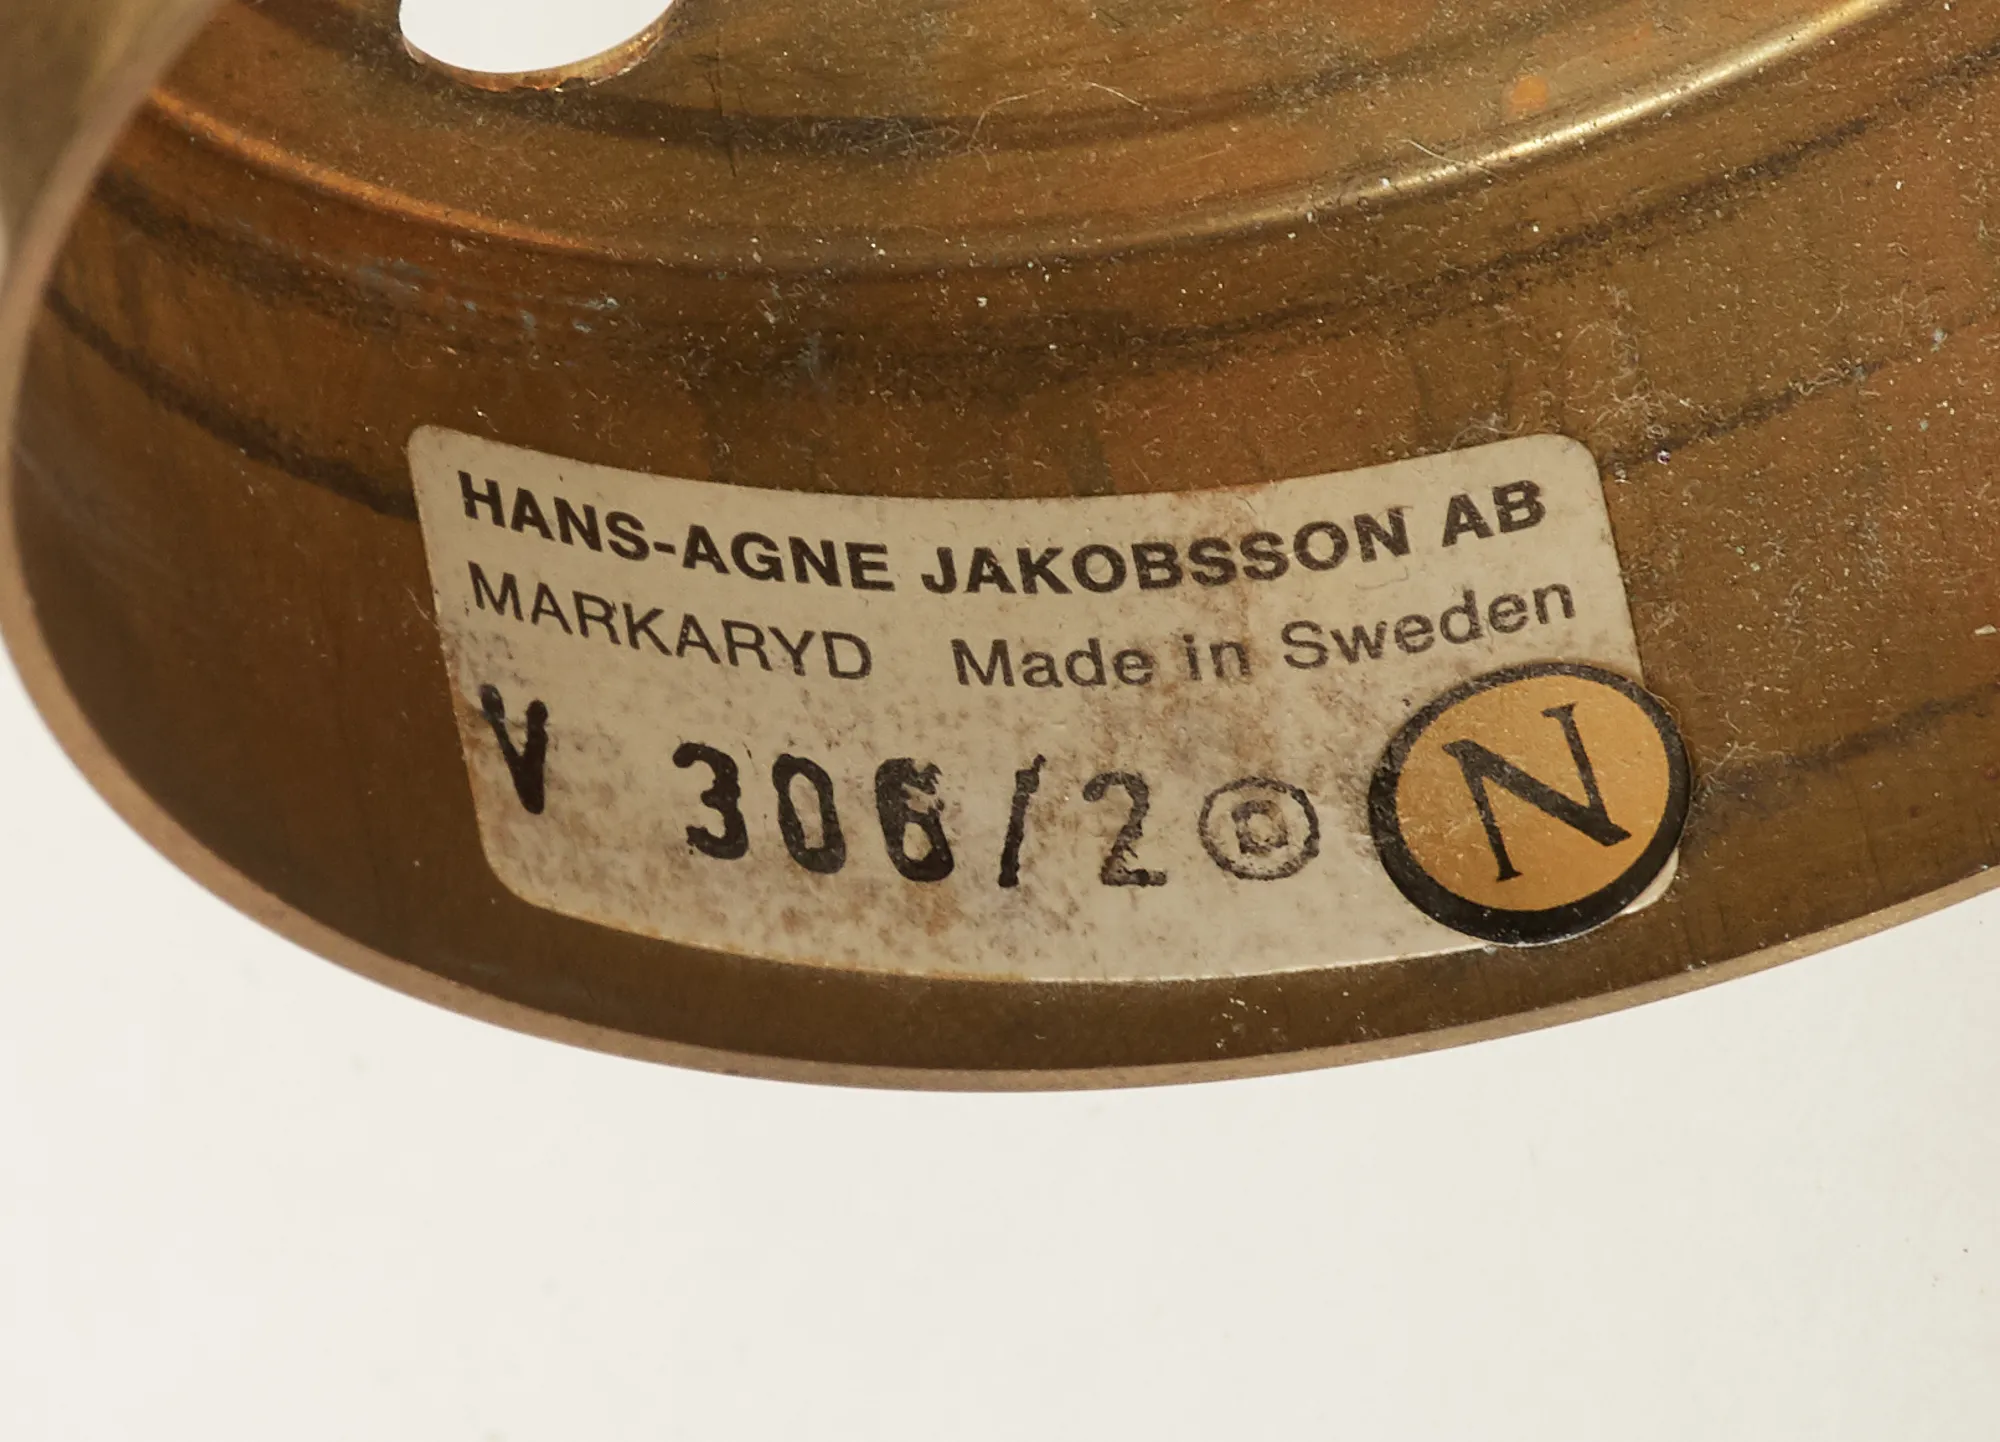 HANS-AGNE JAKOBSSON AB
MARKARYD Made in Sweden
V 306/2 D
N